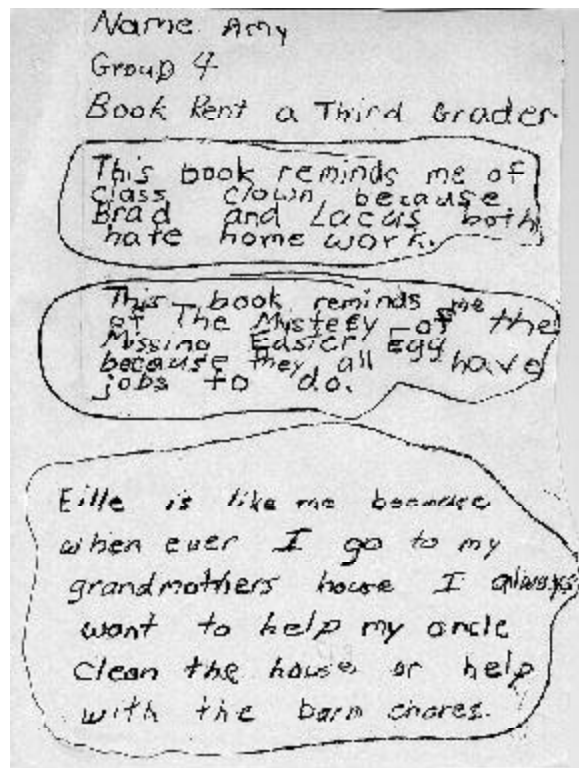 Name Amy
Group 4
Book Rent a Third Grader
This book reminds me of
Class clown because
Brad and Lacus both
hate home work.
This book reminds me
of The Mysteey of the
Missing Easter Egg
because they all have
jobs to do.
Eille is like me because
when ever I go to my
grandmothers house I always
want to help my oncle
clean the house or help
with the barn chores.